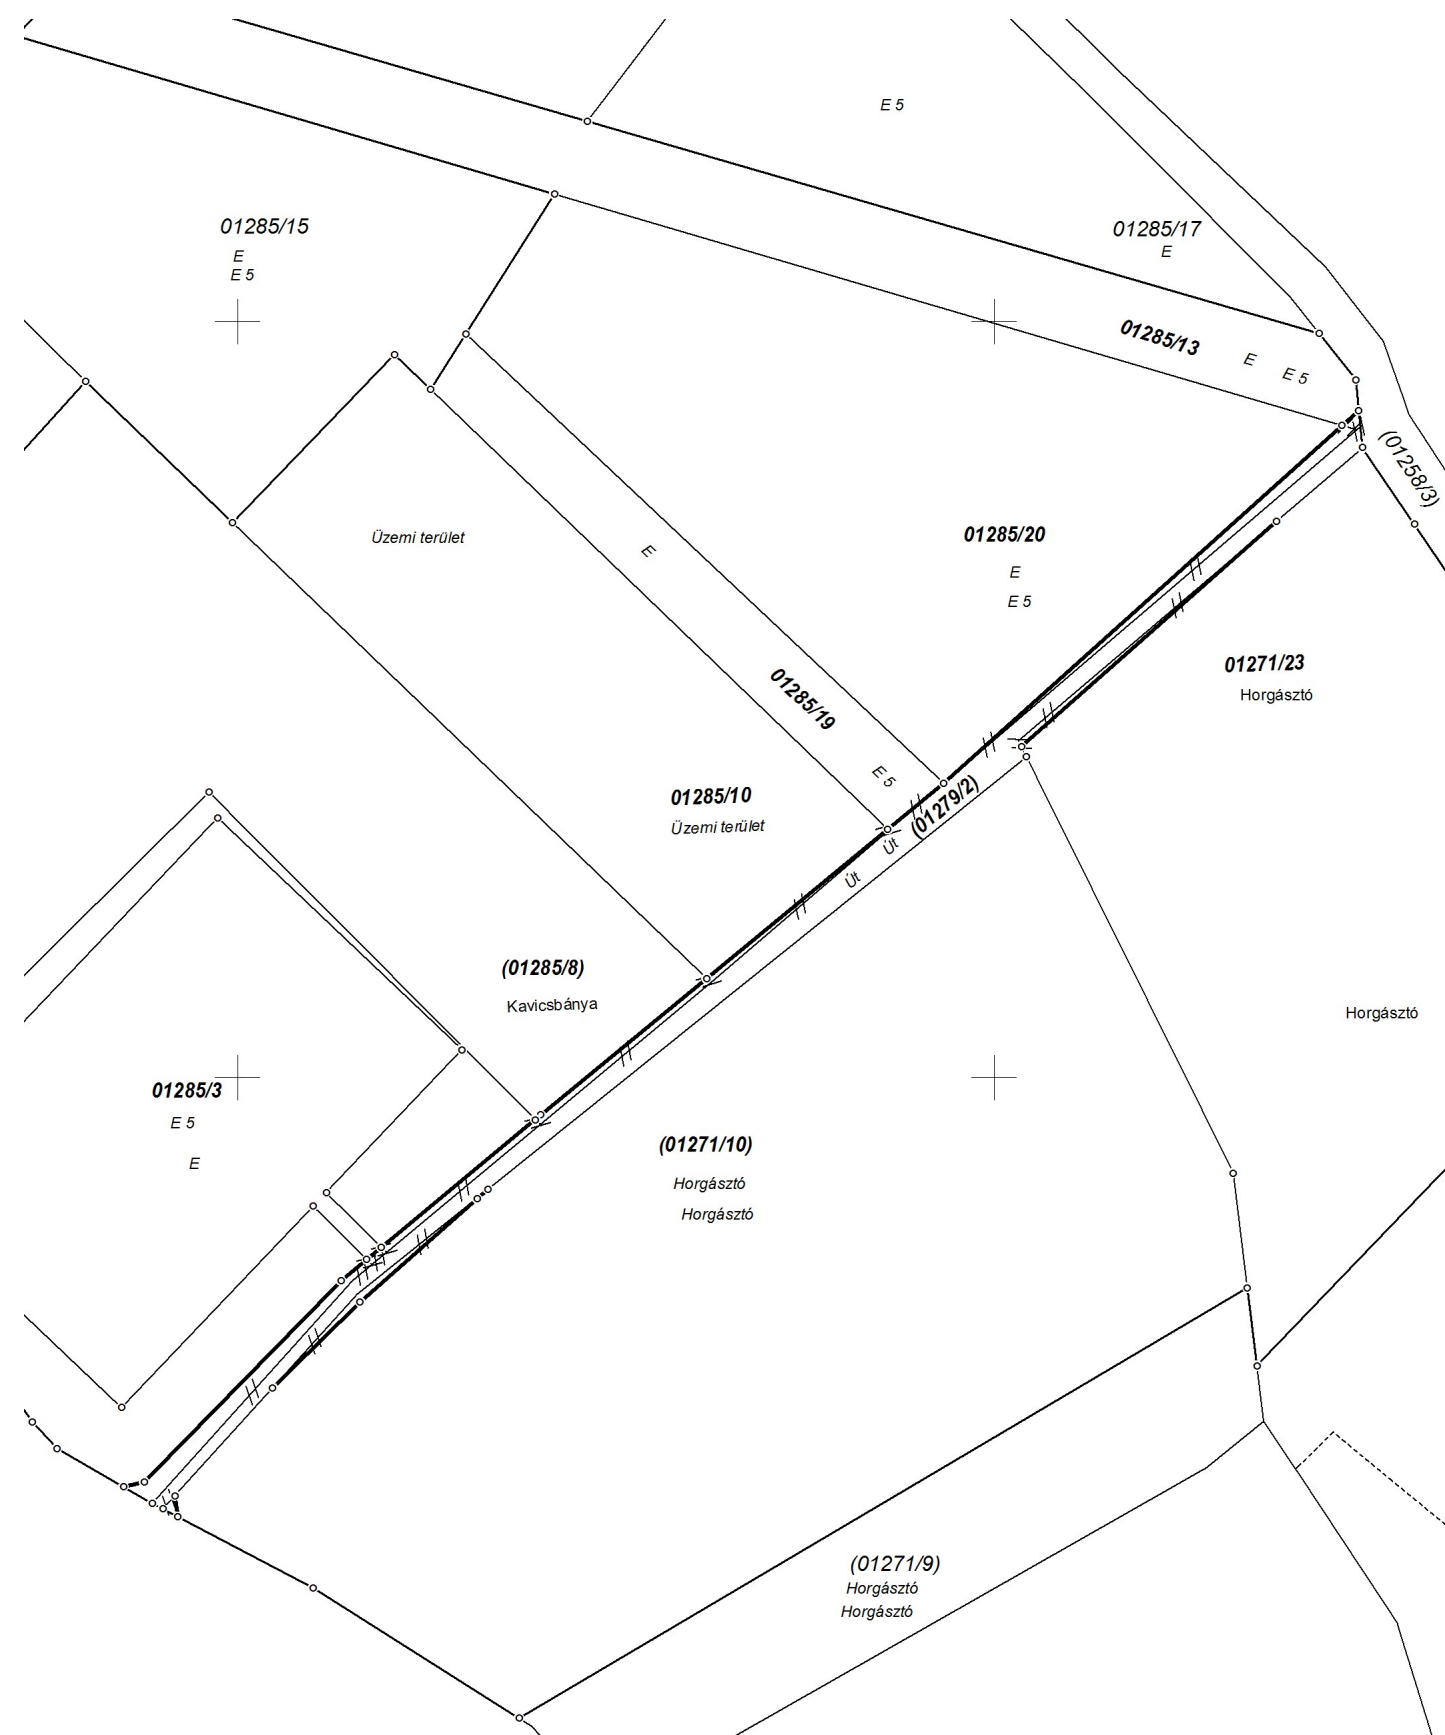 E 5
01285/15
E
E 5
01285/17
E
01285/13
E
E 5
(01258/3)
Üzemi terület
E
01285/20
E
E 5
01271/23
Horgásztó
01285/19
E 5
01285/10
Üzemi terület
(01279/2)
Út
Út
(01285/8)
Kavicsbánya
Horgásztó
01285/3
E 5
E
(01271/10)
Horgásztó
Horgásztó
(01271/9)
Horgásztó
Horgásztó